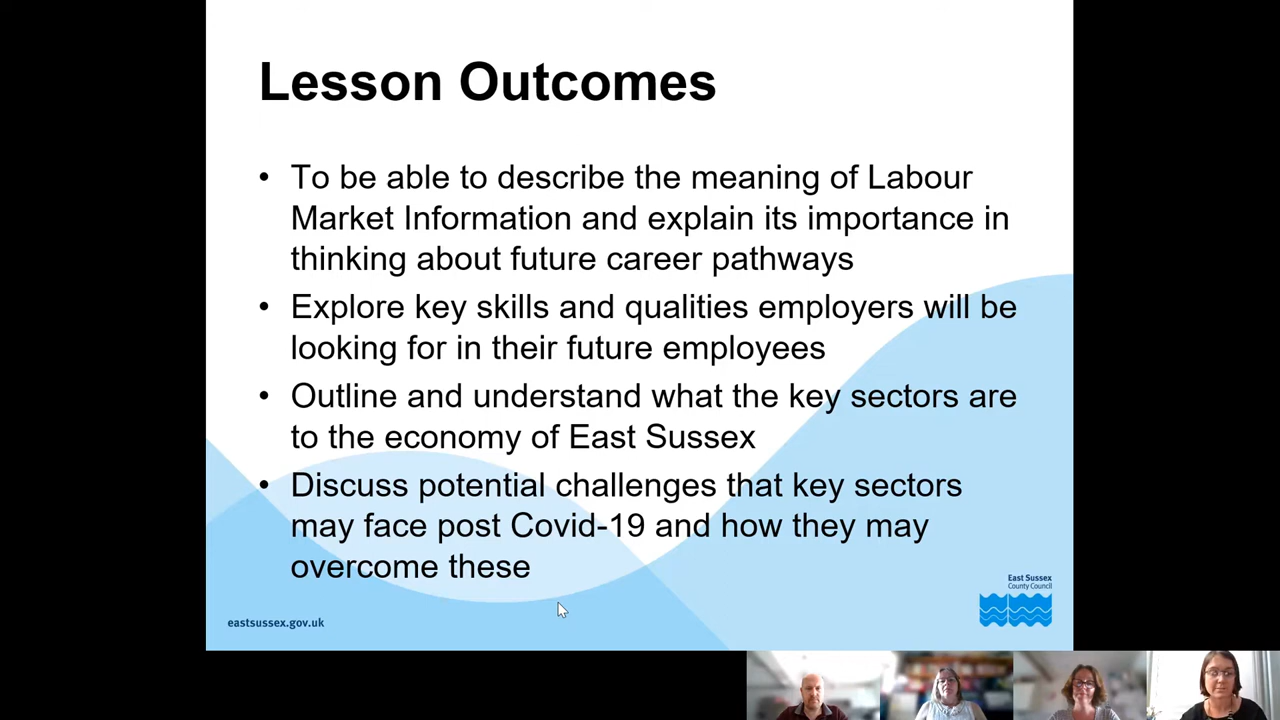 Lesson Outcomes
• To be able to describe the meaning of Labour
Market Information and explain its importance in
thinking about future career pathways
• Explore key skills and qualities employers will be
looking for in their future employees
• Outline and understand what the key sectors are
to the economy of East Sussex
• Discuss potential challenges that key sectors
may face post Covid-19 and how they may
overcome these
East Sussex
County Council
eastsussex.gov.uk